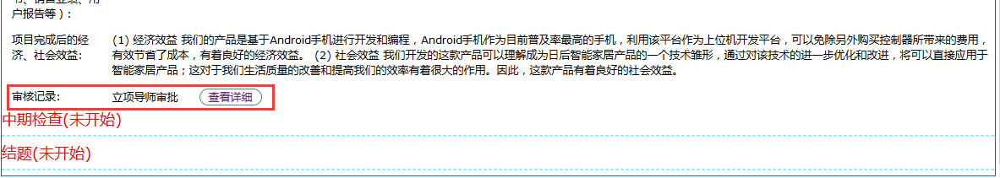 户报告等）:
项目完成后的经
济、社会效益:
(1) 经济效益 我们的产品是基于Android手机进行开发和编程，Android手机作为目前普及率最高的手机，利用该平台作为上位机开发平台，可以免除另外购买控制器所带来的费用，
有效节省了成本，有着良好的经济效益。 (2) 社会效益 我们开发的这款产品可以理解成为日后智能家居产品的一个技术雏形，通过对该技术的进一步优化和改进，将可以直接应用于
智能家居产品；这对于我们生活质量的改善和提高我们的效率有着很大的作用。因此，这款产品有着良好的社会效益。
审核记录: 立项导师审批 查看详细
中期检查(未开始)
结题(未开始)